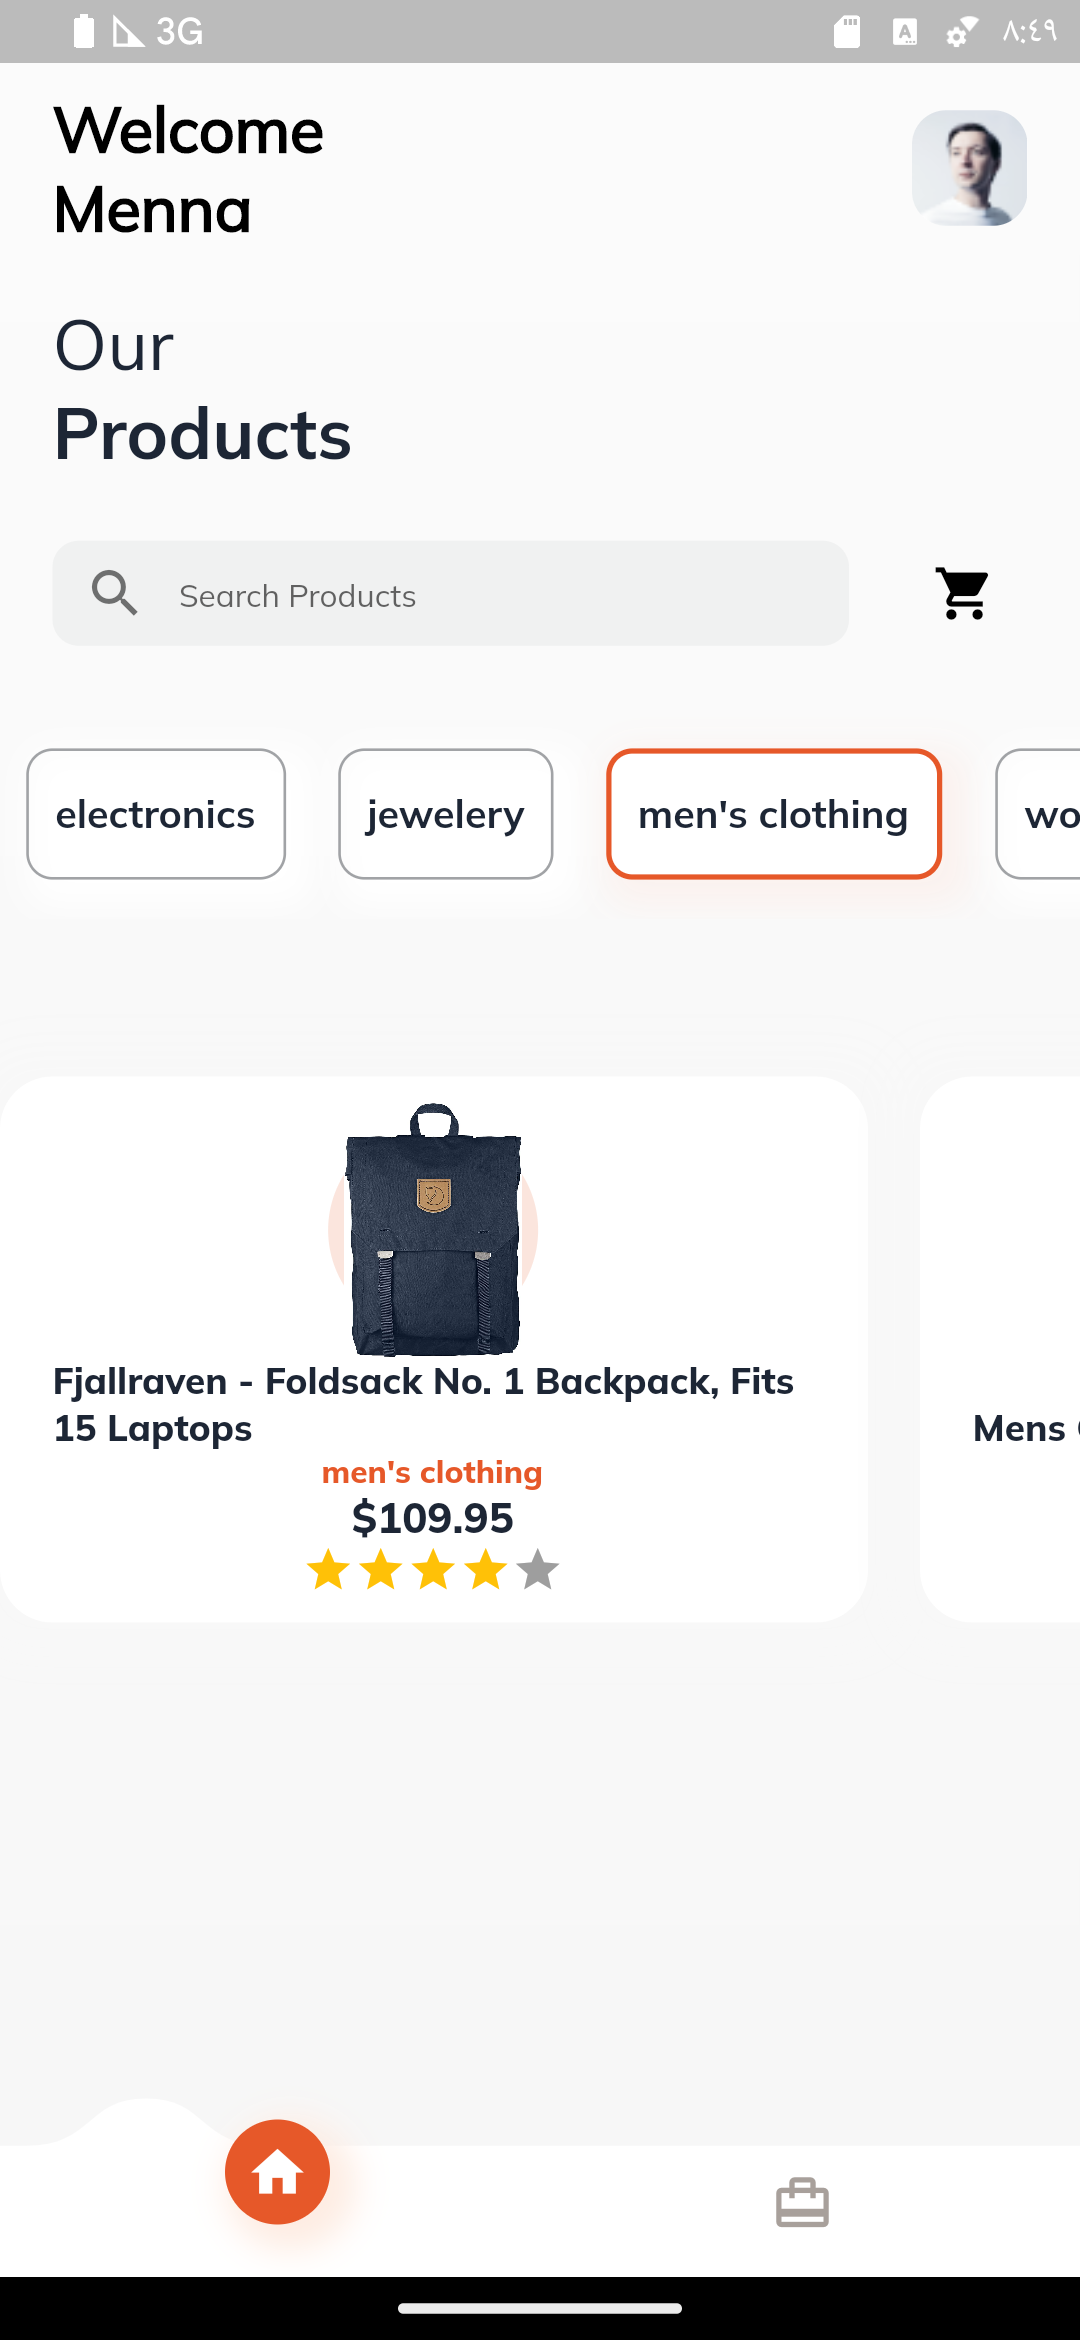 3G
٨:٤٩
Welcome
Menna
Our
Products
Search Products
electronics
jewelery
men's clothing
wo
Fjallraven - Foldsack No. 1 Backpack, Fits
15 Laptops
men's clothing
$109.95
Mens